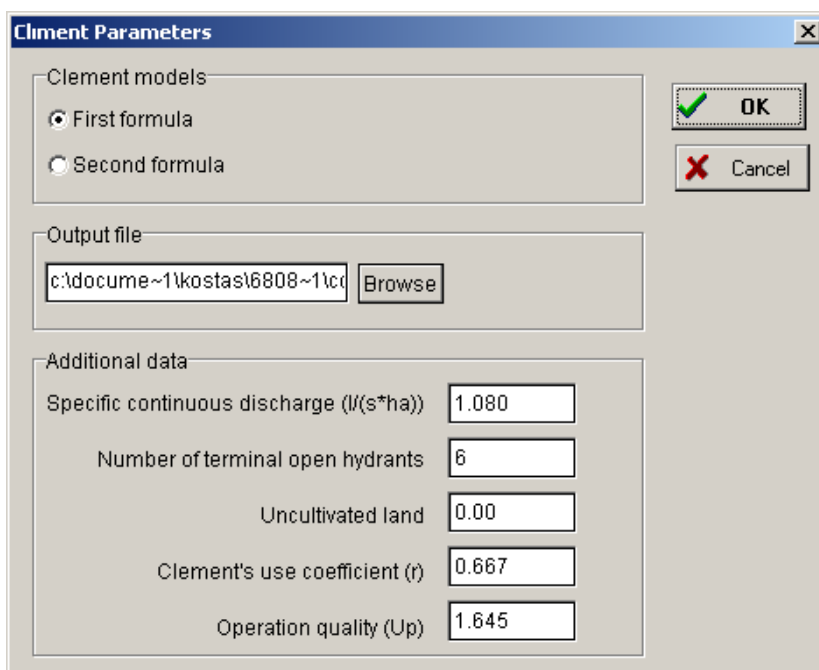 Clıment Parameters
Clement models
First formula
Second formula
OK
Cancel
Output file
c:\docume~1\kostas\6808~1\co
Browse
Additional data
Specific continuous discharge (l/(s*ha)) 1.080
Number of terminal open hydrants 6
Uncultivated land 0.00
Clement's use coefficient (r) 0.667
Operation quality (Up) 1.645